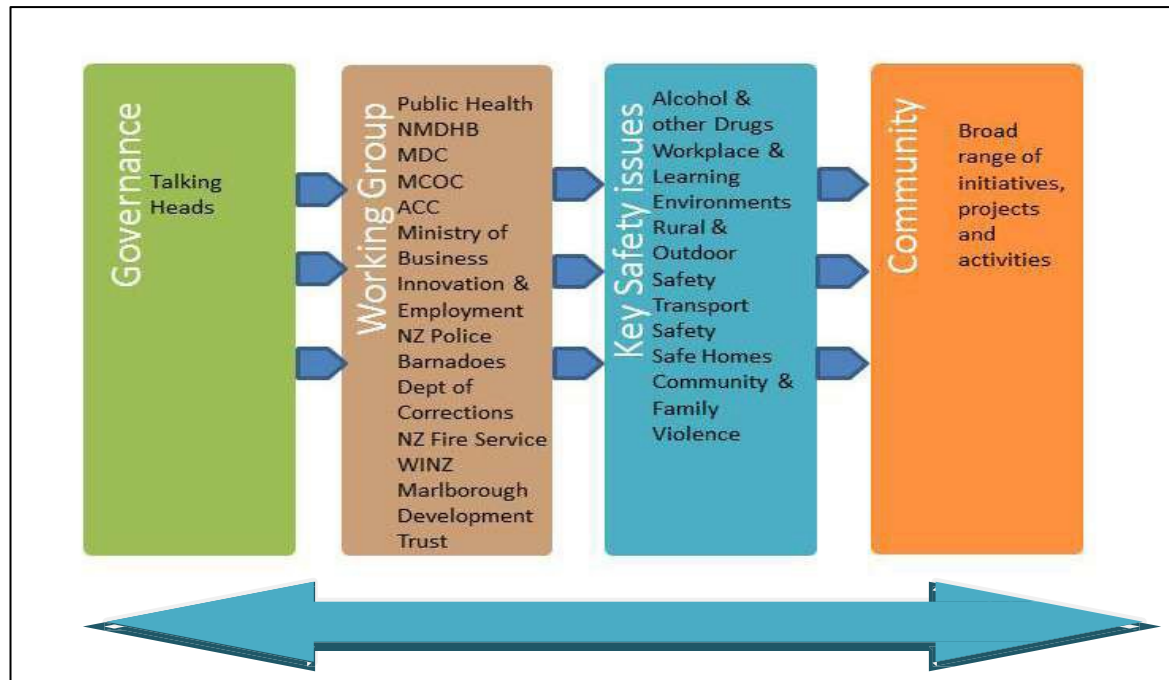 Governance
Talking
Heads
Working Group
Public Health
NMDHB
MDC
MCOC
ACC
Ministry of
Business
Innovation &
Employment
NZ Police
Barnadoes
Dept of
Corrections
NZ Fire Service
WINZ
Marlborough
Development
Trust
Key Safety issues
Alcohol &
other Drugs
Workplace &
Learning
Environments
Rural &
Outdoor
Safety
Transport
Safety
Safe Homes
Community &
Family
Violence
Community
Broad
range of
initiatives,
projects
and
activities